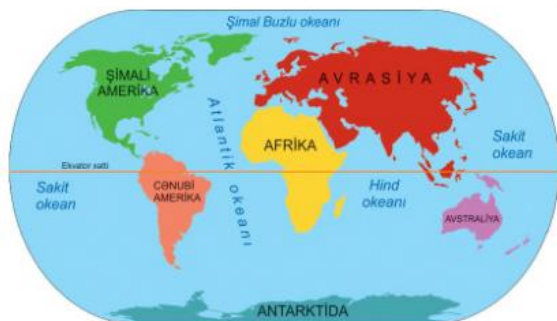 Şimal Buzlu okeanı
ŞİMALİ
AMERİKA
AVRASİYA
Atlantik okeanı
AFRİKA
Sakit
okean
Ekvator xətti
Sakit
okean
CƏNUBİ
AMERİKA
Hind
okeanı
AVSTRALİYA
ANTARKTİDA